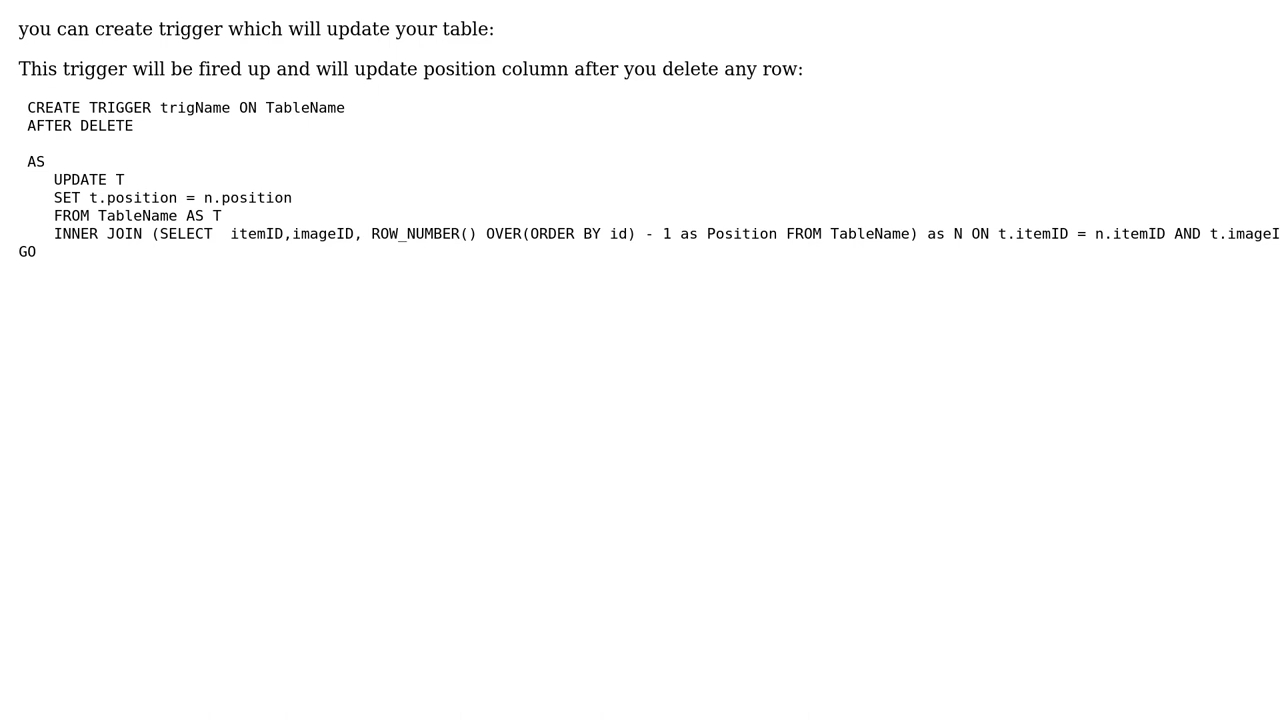 you can create trigger which will update your table:
This trigger will be fired up and will update position column after you delete any row:
CREATE TRIGGER trigName ON TableName
AFTER DELETE
AS
UPDATE T
SET t.position = n.position
FROM TableName AS T
INNER JOIN (SELECT  itemID,imageID, ROW_NUMBER() OVER(ORDER BY id) - 1 as Position FROM TableName) as N ON t.itemID = n.itemID AND t.imageI
GO